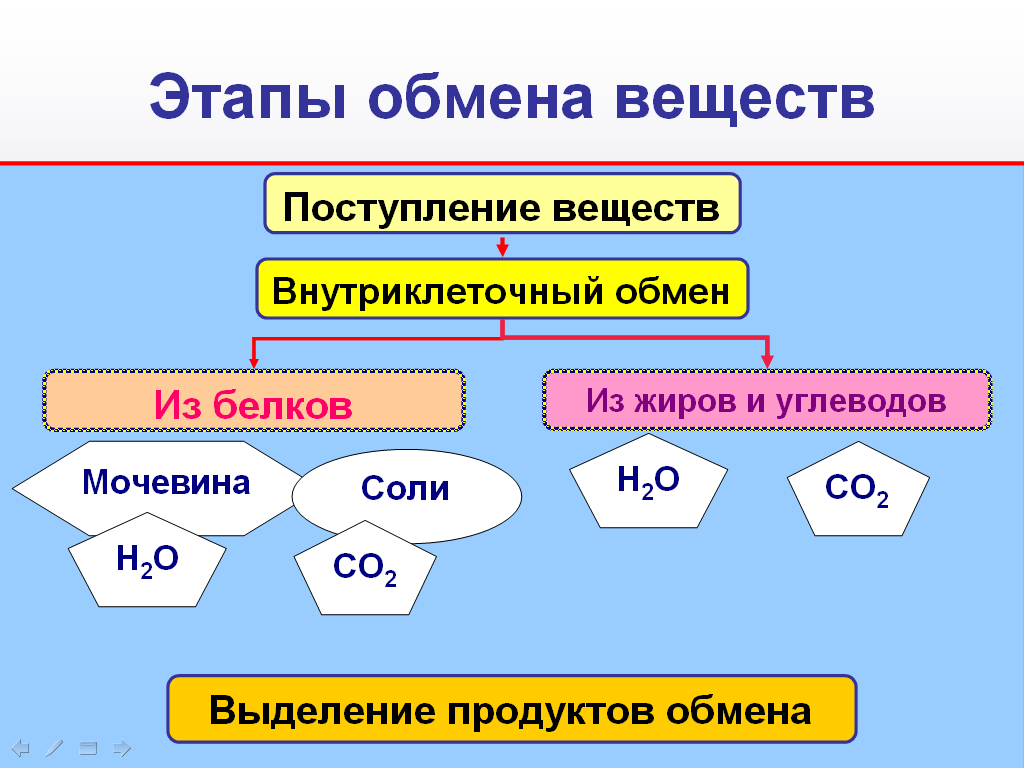 Этапы обмена веществ
Поступление веществ
Внутриклеточный обмен
Из белков
Из жиров и углеводов
Мочевина
Соли
H₂O
CO₂
H₂O
CO₂
Выделение продуктов обмена